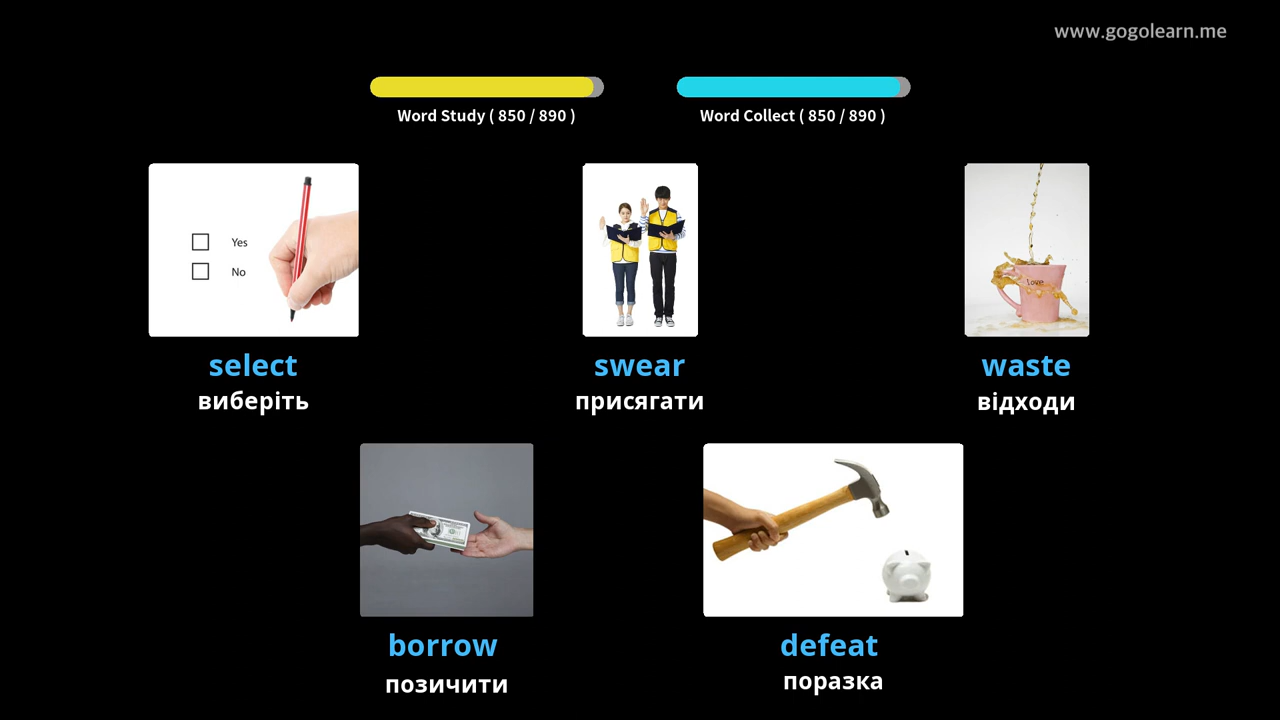 www.gogolearn.me
Word Study ( 850 / 890 )
Word Collect ( 850 / 890 )
Yes
No
Love
select
swear
waste
виберіть
присягати
відходи
borrow
defeat
позичити
поразка